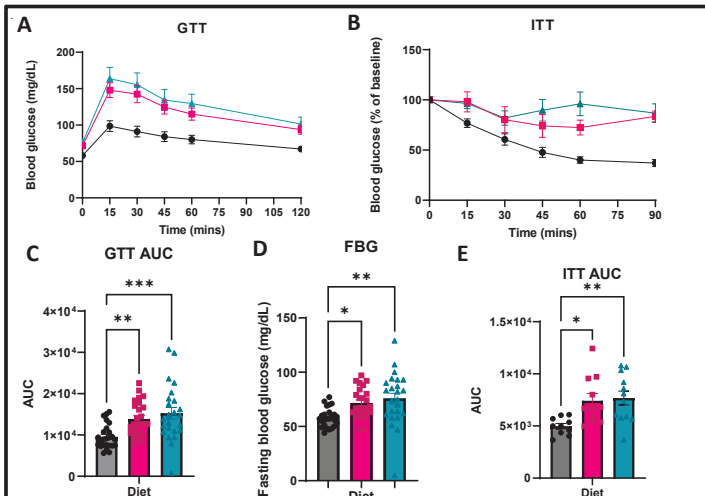 A
GTT
Blood glucose (mg/dL)
200
150
100
50
0
0 15 30 45 60 75 90 105 120
Time (mins)
B
ITT
Blood glucose (% of baseline)
150
100
50
0
0 15 30 45 60 75 90
Time (mins)
C
GTT AUC
AUC
4×10⁴
3×10⁴
2×10⁴
1×10⁴
0
***
**
Diet
D
FBG
Fasting blood glucose (mg/dL)
150
100
50
0
**
*
Diet
E
ITT AUC
AUC
1.5×10⁴
1×10⁴
5×10³
0
**
*
Diet